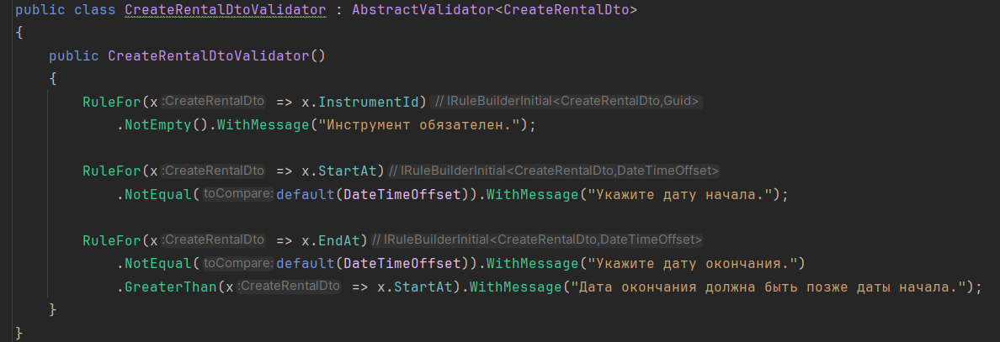 public class CreateRentalDtoValidator : AbstractValidator<CreateRentalDto>
{
public CreateRentalDtoValidator()
{
RuleFor(x :CreateRentalDto => x.InstrumentId) // IRuleBuilderInitial<CreateRentalDto,Guid>
.NotEmpty().WithMessage("Инструмент обязателен.");
RuleFor(x :CreateRentalDto => x.StartAt) // IRuleBuilderInitial<CreateRentalDto,DateTimeOffset>
.NotEqual( toCompare: default(DateTimeOffset)).WithMessage("Укажите дату начала.");
RuleFor(x :CreateRentalDto => x.EndAt) // IRuleBuilderInitial<CreateRentalDto,DateTimeOffset>
.NotEqual( toCompare: default(DateTimeOffset)).WithMessage("Укажите дату окончания.")
.GreaterThan(x :CreateRentalDto => x.StartAt).WithMessage("Дата окончания должна быть позже даты начала.");
}
}